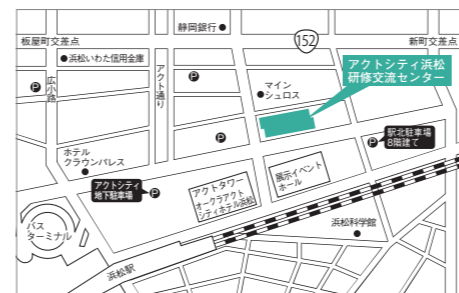 静岡銀行
板屋町交差点
152
新町交差点
浜松いわた信用金庫
アクトシティ浜松
研修交流センター
P
P
広小路
アクト通り
マイン
シュロス
P
P
駅北駐車場
8階建て
ホテル
クラウンパレス
アクトシティ
地下駐車場
P
アクトタワー
オークラアクト
シティホテル浜松
展示イベント
ホール
バス
ターミナル
浜松科学館
浜松駅